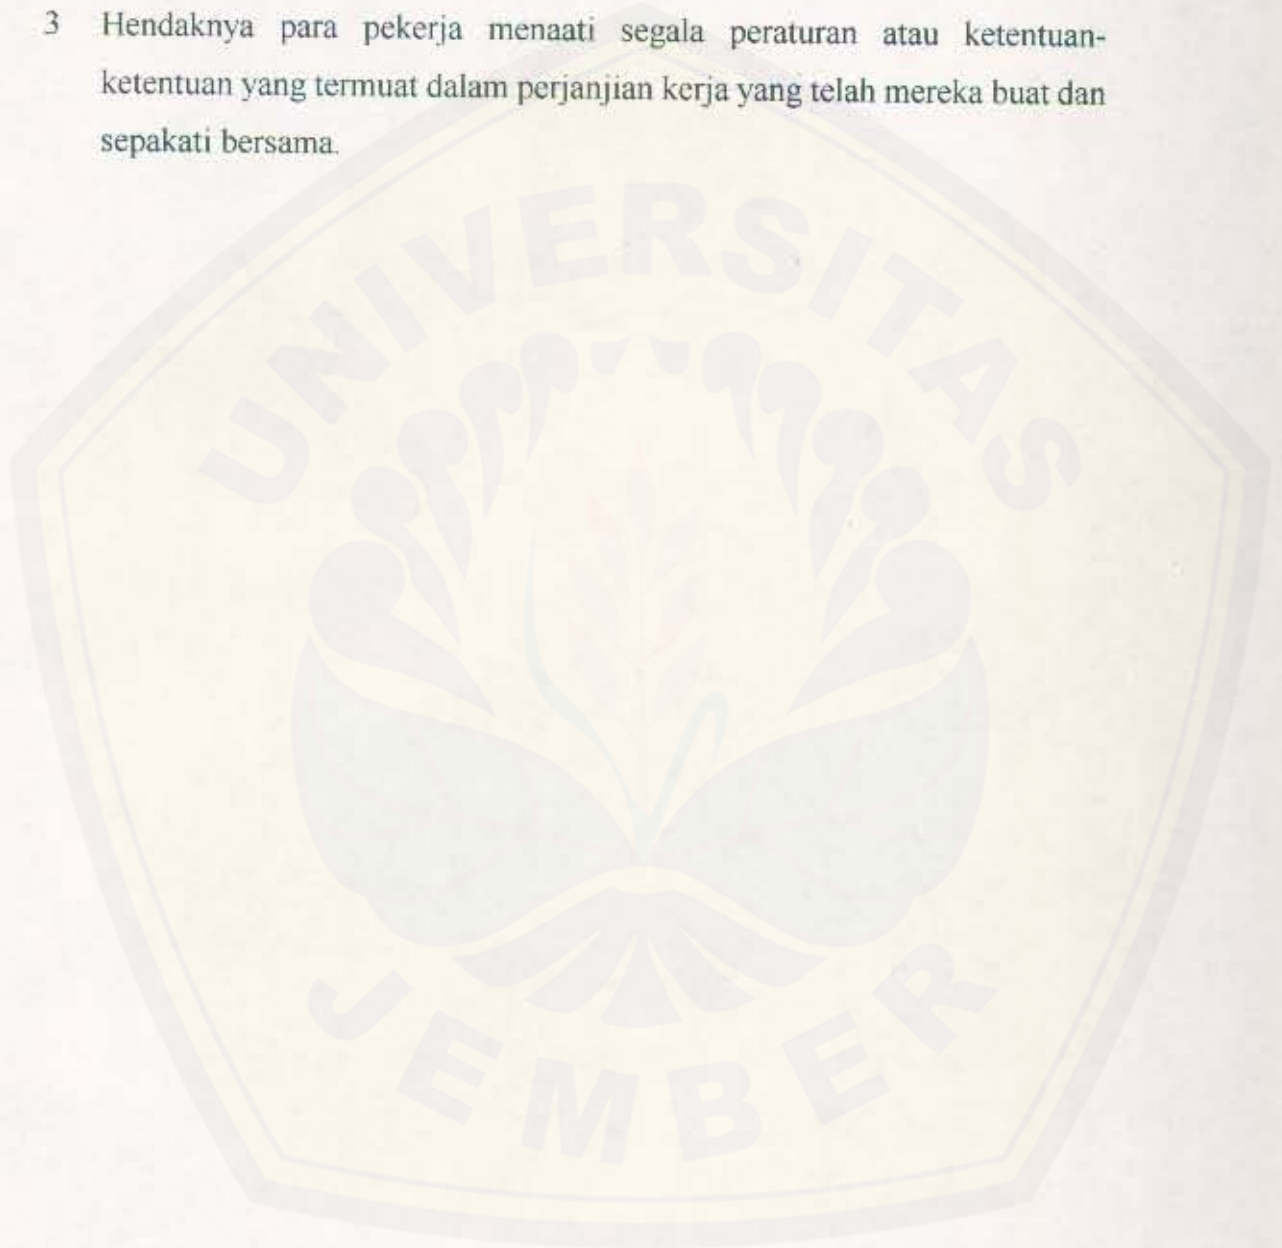 3 Hendaknya para pekerja menaati segala peraturan atau ketentuan-
ketentuan yang termuat dalam perjanjian kerja yang telah mereka buat dan
sepakati bersama.
UNIVERSITAS
JEMBER